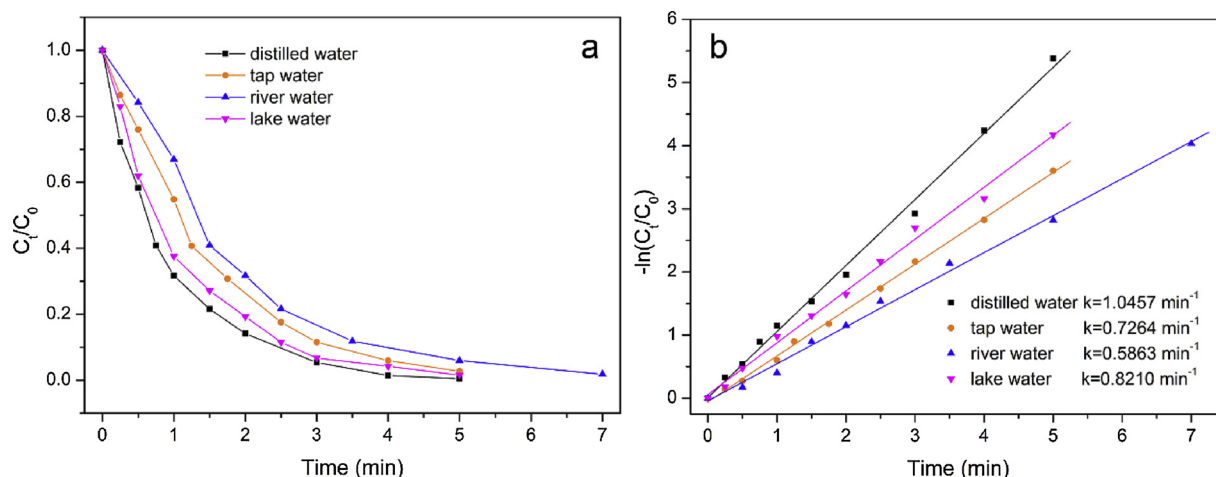 a
distilled water
tap water
river water
lake water
1.0
0.8
0.6
0.4
0.2
0.0
Cₜ/C₀
0 1 2 3 4 5 6 7
Time (min)
b
-6
5
4
3
2
1
0
-ln(Cₜ/C₀)
distilled water k=1.0457 min⁻¹
tap water k=0.7264 min⁻¹
river water k=0.5863 min⁻¹
lake water k=0.8210 min⁻¹
0 1 2 3 4 5 6 7
Time (min)